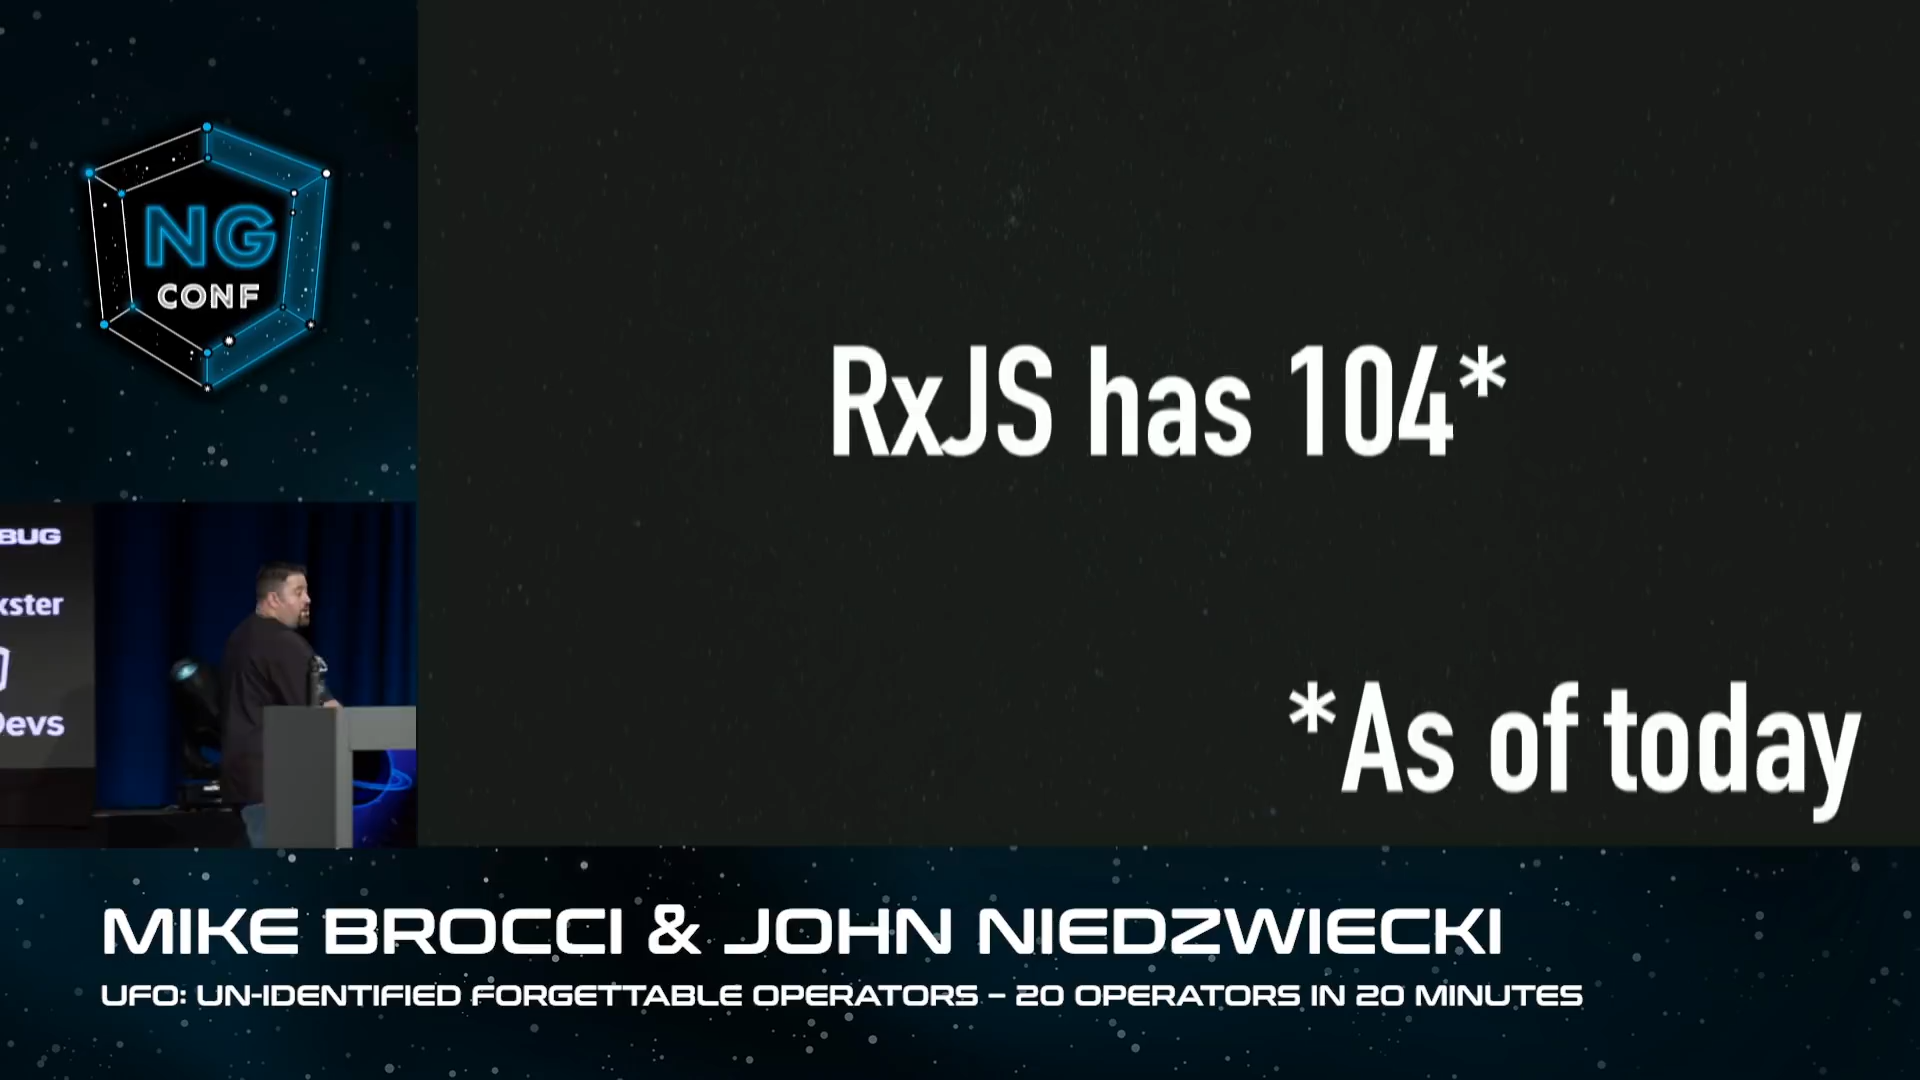 NG
CONF
RxJS has 104*
*As of today
BUG
kster
Devs
MIKE BROCCI & JOHN NIEDZWIECKI
UFO: UN-IDENTIFIED FORGETTABLE OPERATORS – 20 OPERATORS IN 20 MINUTES